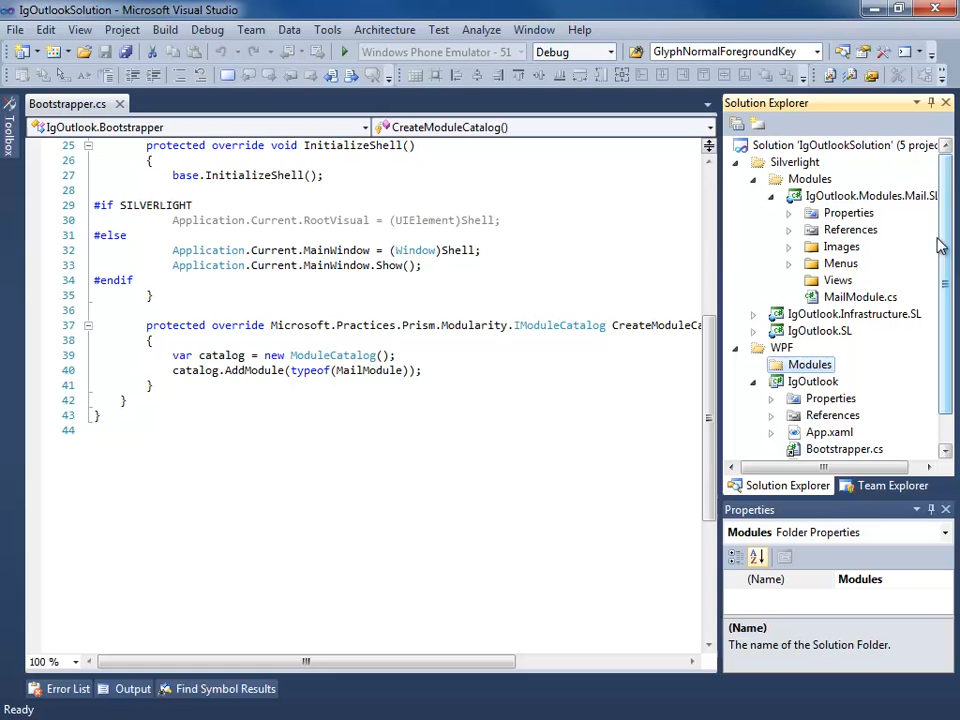 IgOutlookSolution - Microsoft Visual Studio
File Edit View Project Build Debug Team Data Tools Architecture Test Analyze Window Help
Windows Phone Emulator - 51 Debug GlyphNormalForegroundKey
Toolbox
Bootstrapper.cs
IgOutlook.Bootstrapper CreateModuleCatalog()
25 protected override void InitializeShell()
26 {
27 base.InitializeShell();
28
29 #if SILVERLIGHT
30 Application.Current.RootVisual = (UIElement)Shell;
31 #else
32 Application.Current.MainWindow = (Window)Shell;
33 Application.Current.MainWindow.Show();
34 #endif
35 }
36
37 protected override Microsoft.Practices.Prism.Modularity.IModuleCatalog CreateModuleCa
38 {
39 var catalog = new ModuleCatalog();
40 catalog.AddModule(typeof(MailModule));
41 }
42 }
43 }
44
100 %
Solution Explorer
Solution 'IgOutlookSolution' (5 projec
Silverlight
Modules
IgOutlook.Modules.Mail.SL
Properties
References
Images
Menus
Views
MailModule.cs
IgOutlook.Infrastructure.SL
IgOutlook.SL
WPF
Modules
IgOutlook
Properties
References
App.xaml
Bootstrapper.cs
Solution Explorer Team Explorer
Properties
Modules Folder Properties
(Name) Modules
(Name)
The name of the Solution Folder.
Error List Output Find Symbol Results
Ready